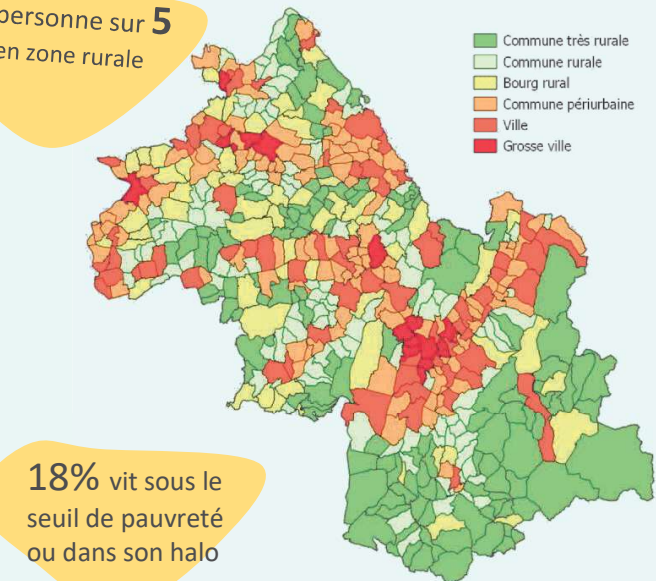 personne sur 5
en zone rurale
Commune très rurale
Commune rurale
Bourg rural
Commune périurbaine
Ville
Grosse ville
18% vit sous le
seuil de pauvreté
ou dans son halo